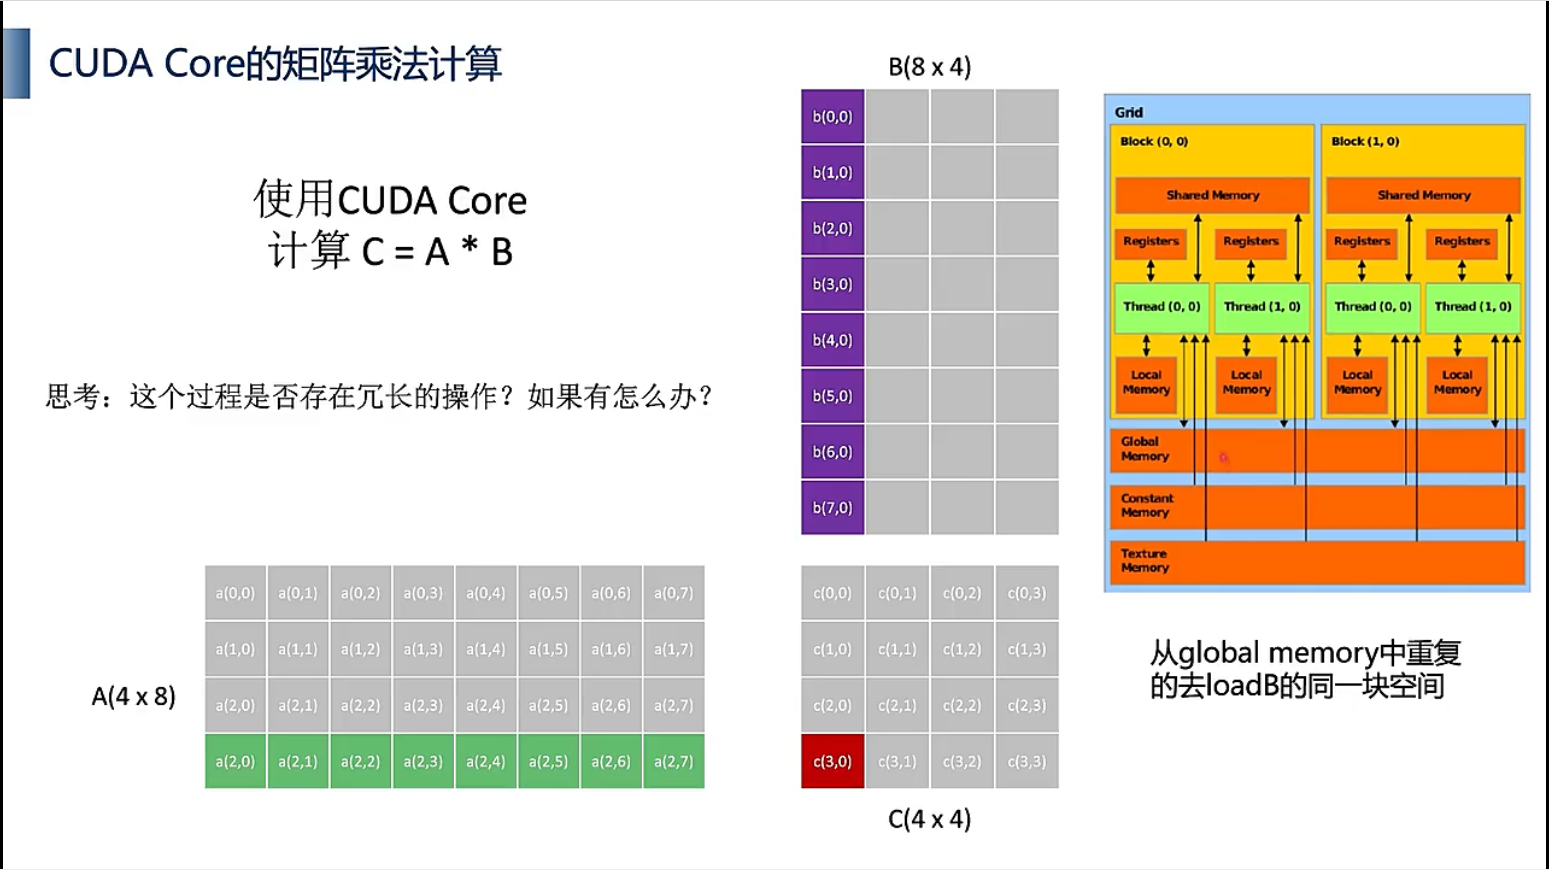 CUDA Core的矩阵乘法计算
使用CUDA Core
计算 C = A * B
思考：这个过程是否存在冗长的操作？如果有怎么办？
B(8 x 4)
b(0,0)
b(1,0)
b(2,0)
b(3,0)
b(4,0)
b(5,0)
b(6,0)
b(7,0)
A(4 x 8)
a(0,0) a(0,1) a(0,2) a(0,3) a(0,4) a(0,5) a(0,6) a(0,7)
a(1,0) a(1,1) a(1,2) a(1,3) a(1,4) a(1,5) a(1,6) a(1,7)
a(2,0) a(2,1) a(2,2) a(2,3) a(2,4) a(2,5) a(2,6) a(2,7)
a(2,0) a(2,1) a(2,2) a(2,3) a(2,4) a(2,5) a(2,6) a(2,7)
c(0,0) c(0,1) c(0,2) c(0,3)
c(1,0) c(1,1) c(1,2) c(1,3)
c(2,0) c(2,1) c(2,2) c(2,3)
c(3,0) c(3,1) c(3,2) c(3,3)
C(4 x 4)
Grid
Block (0, 0) Block (1, 0)
Shared Memory Shared Memory
Registers Registers Registers Registers
Thread (0, 0) Thread (1, 0) Thread (0, 0) Thread (1, 0)
Local Local Local Local
Memory Memory Memory Memory
Global
Memory
Constant
Memory
Texture
Memory
从global memory中重复
的去loadB的同一块空间